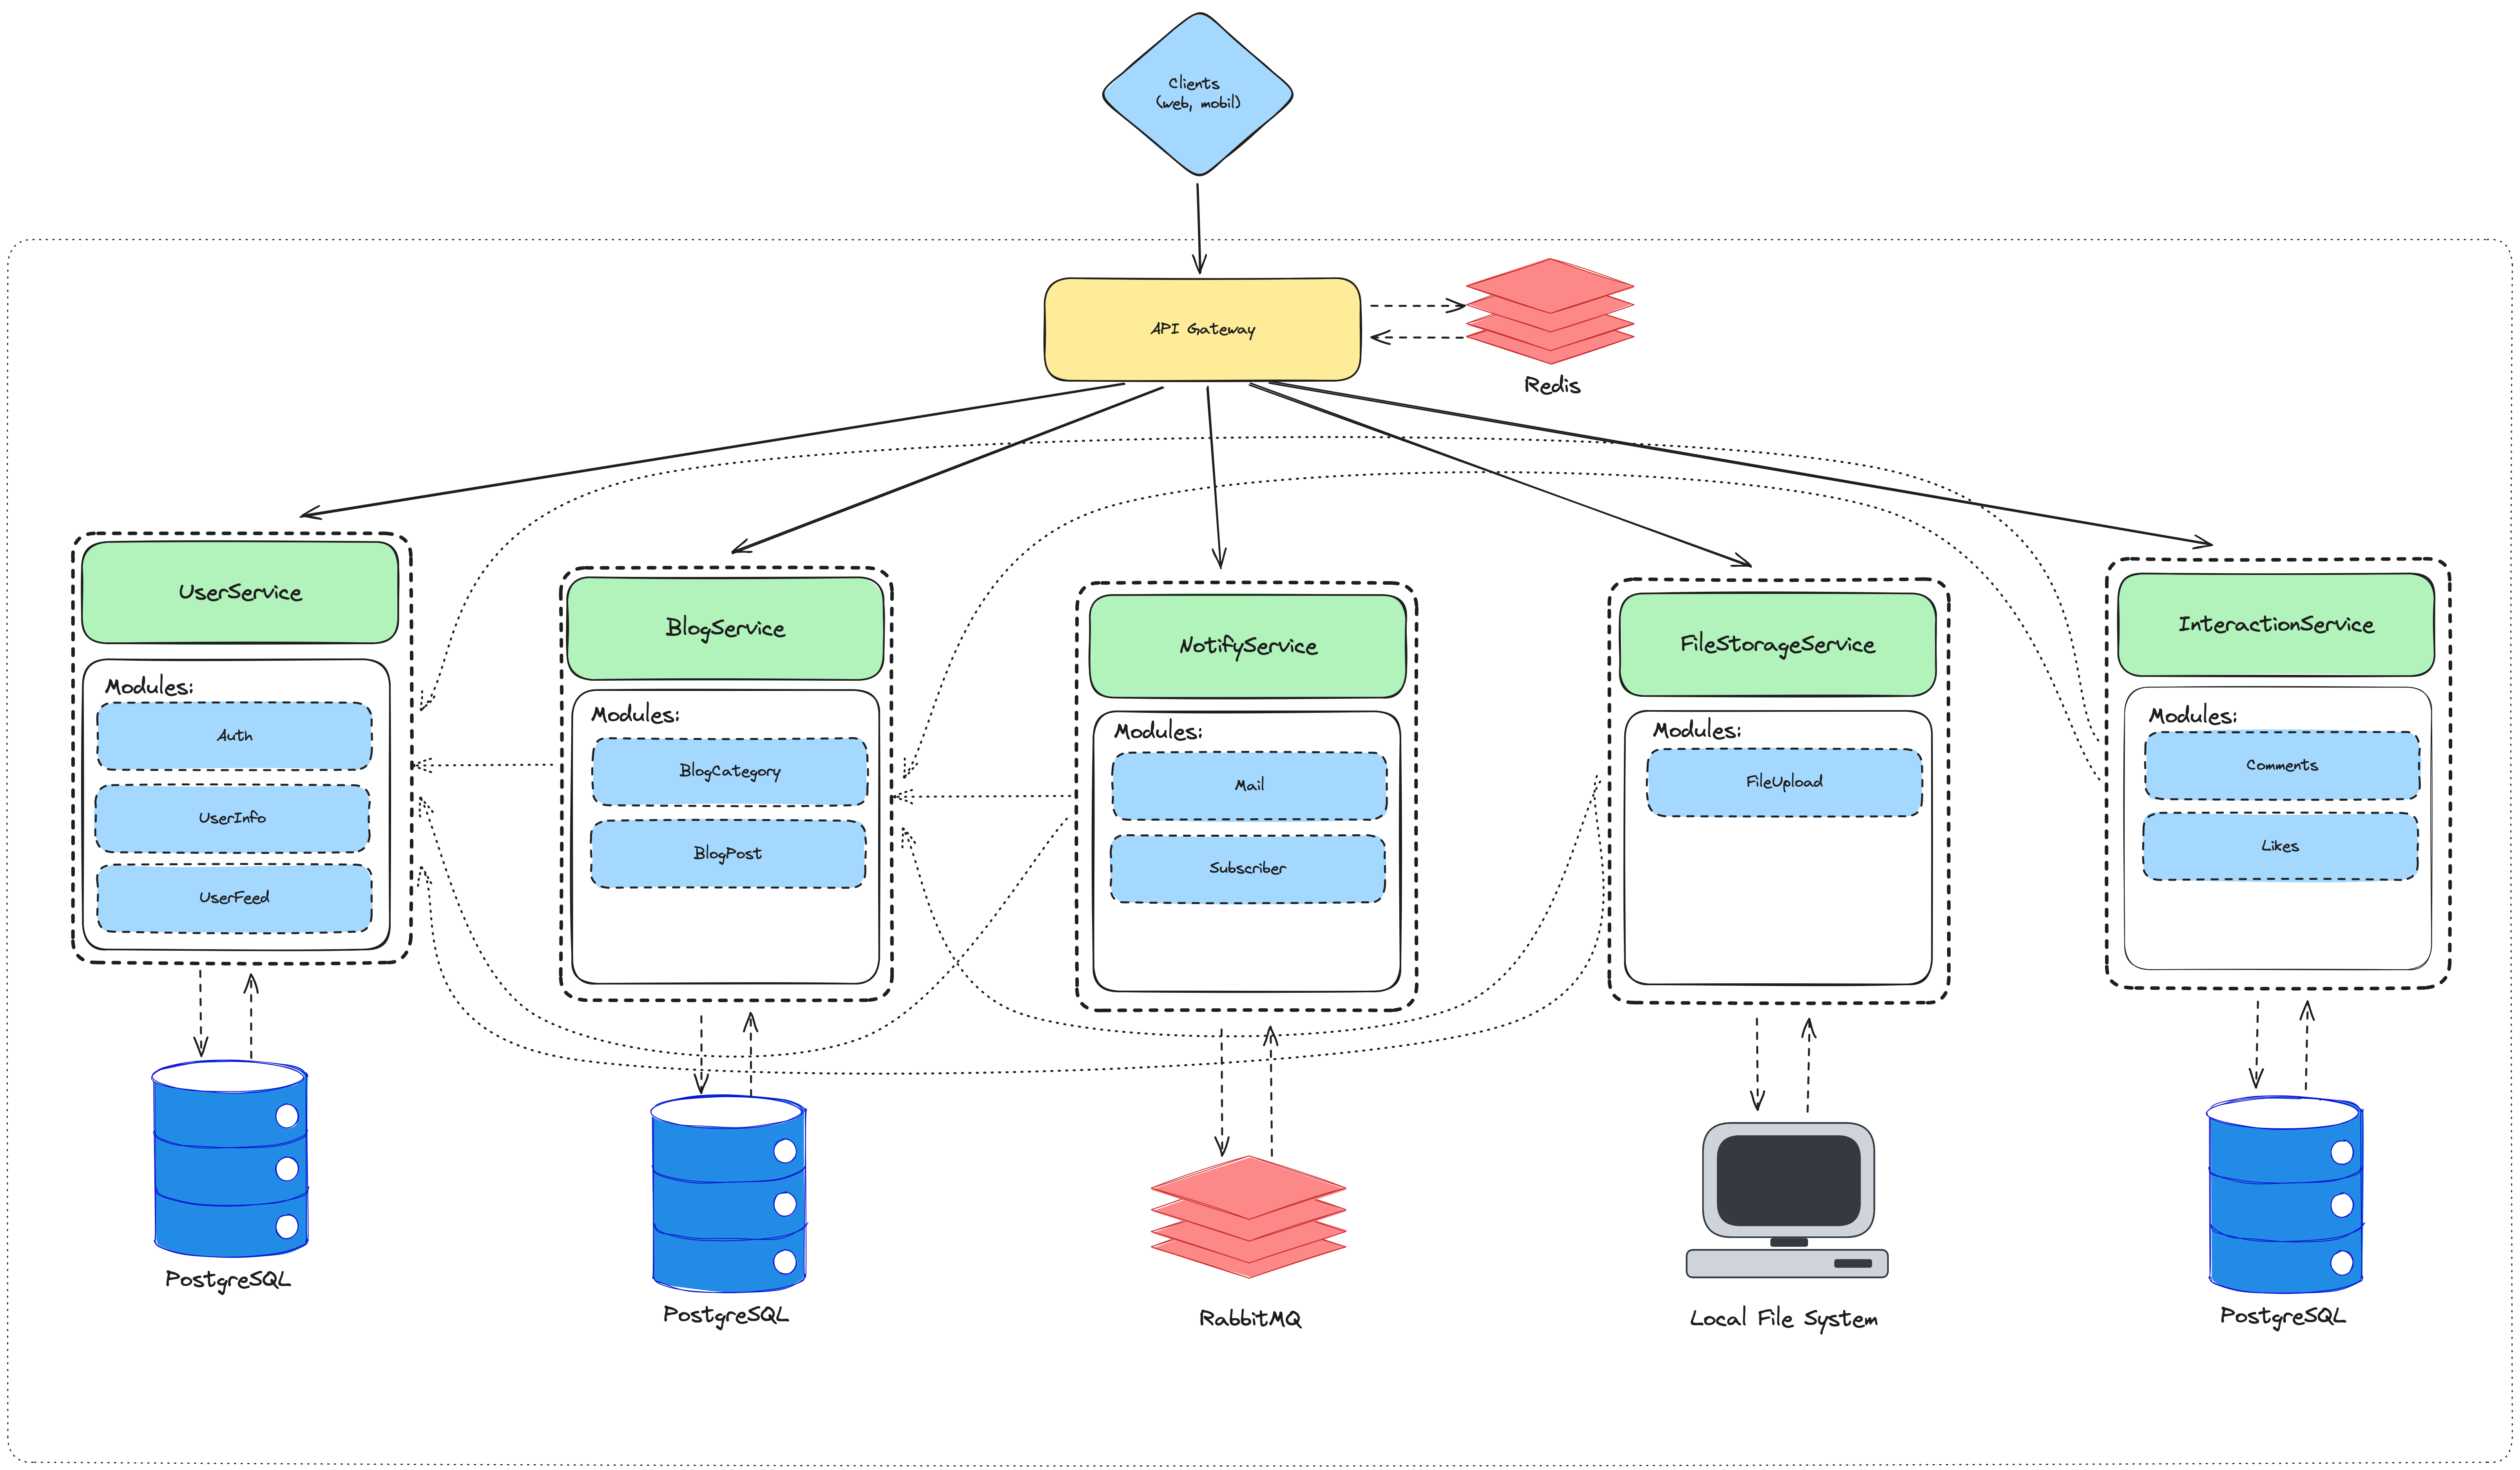 Clients
(web, mobil)
API Gateway
Redis
UserService
Modules:
Auth
UserInfo
UserFeed
PostgreSQL
BlogService
Modules:
BlogCategory
BlogPost
PostgreSQL
NotifyService
Modules:
Mail
Subscriber
RabbitMQ
FileStorageService
Modules:
FileUpload
Local File System
InteractionService
Modules:
Comments
Likes
PostgreSQL